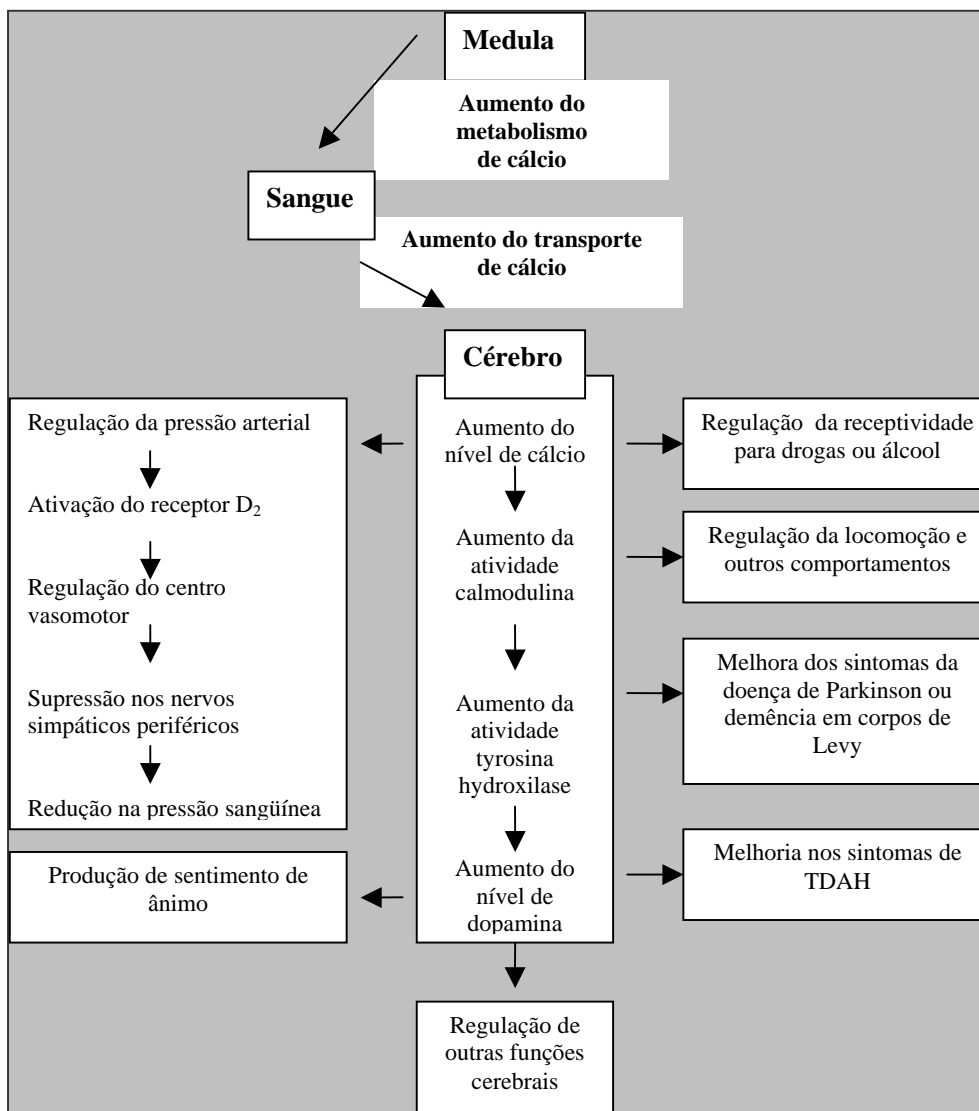 Medula
Aumento do
metabolismo
de cálcio
Sangue
Aumento do transporte
de cálcio
Cérebro
Regulação da pressão arterial
Ativação do receptor D2
Regulação do centro
vasomotor
Supressão nos nervos
simpáticos periféricos
Redução na pressão sangüínea
Produção de sentimento de
ânimo
Aumento do
nível de cálcio
Aumento da
atividade
calmodulina
Aumento da
atividade
tyrosina
hydroxilase
Aumento do
nível de
dopamina
Regulação da receptividade
para drogas ou álcool
Regulação da locomoção e
outros comportamentos
Melhora dos sintomas da
doença de Parkinson ou
demência em corpos de
Levy
Melhoria nos sintomas de
TDAH
Regulação de
outras funções
cerebrais